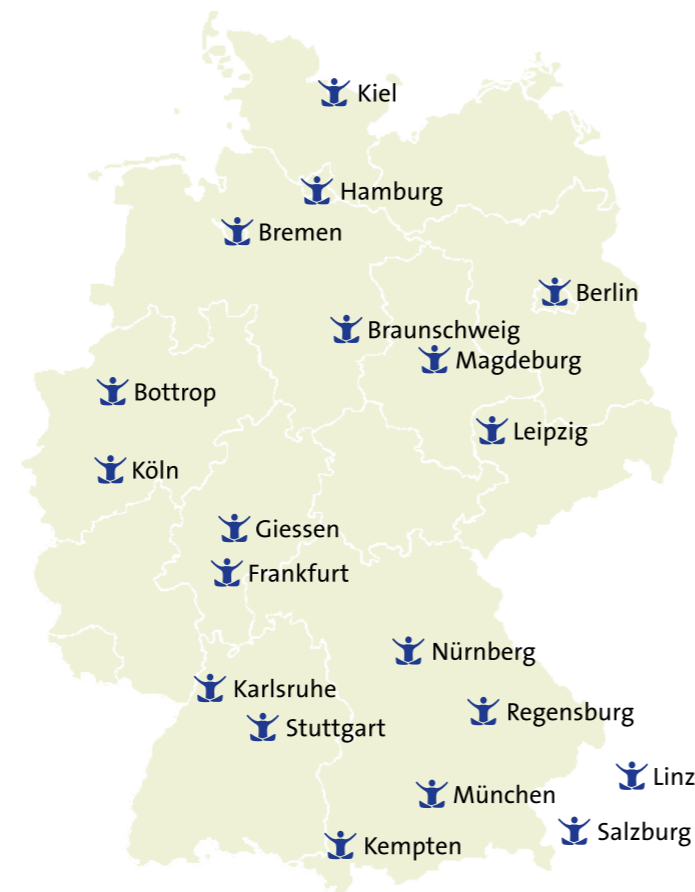 Kiel
Hamburg
Bremen
Berlin
Braunschweig
Magdeburg
Bottrop
Leipzig
Köln
Giessen
Frankfurt
Nürnberg
Karlsruhe
Regensburg
Stuttgart
Linz
München
Salzburg
Kempten